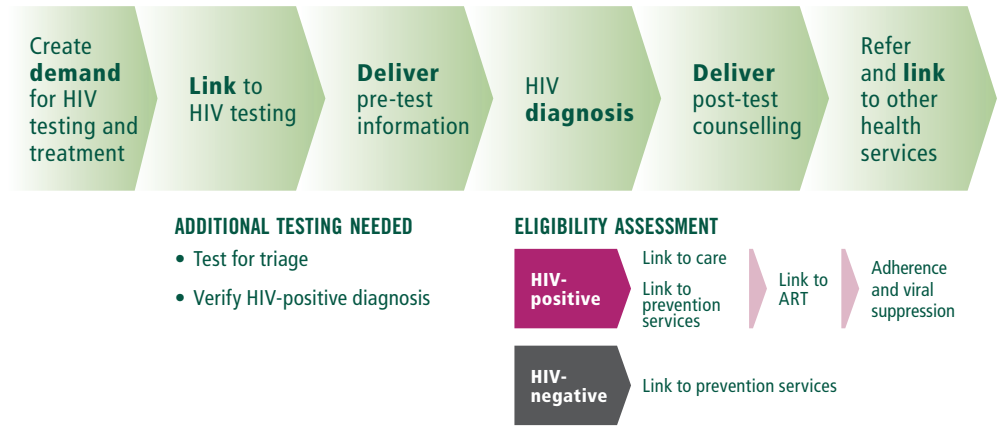 Create
demand
for HIV
testing and
treatment
Link to
HIV testing
Deliver
pre-test
information
HIV
diagnosis
Deliver
post-test
counselling
Refer
and link
to other
health
services
ADDITIONAL TESTING NEEDED
• Test for triage
• Verify HIV-positive diagnosis
ELIGIBILITY ASSESSMENT
HIV-
positive
Link to care
Link to
prevention
services
Link to
ART
Adherence
and viral
suppression
HIV-
negative
Link to prevention services